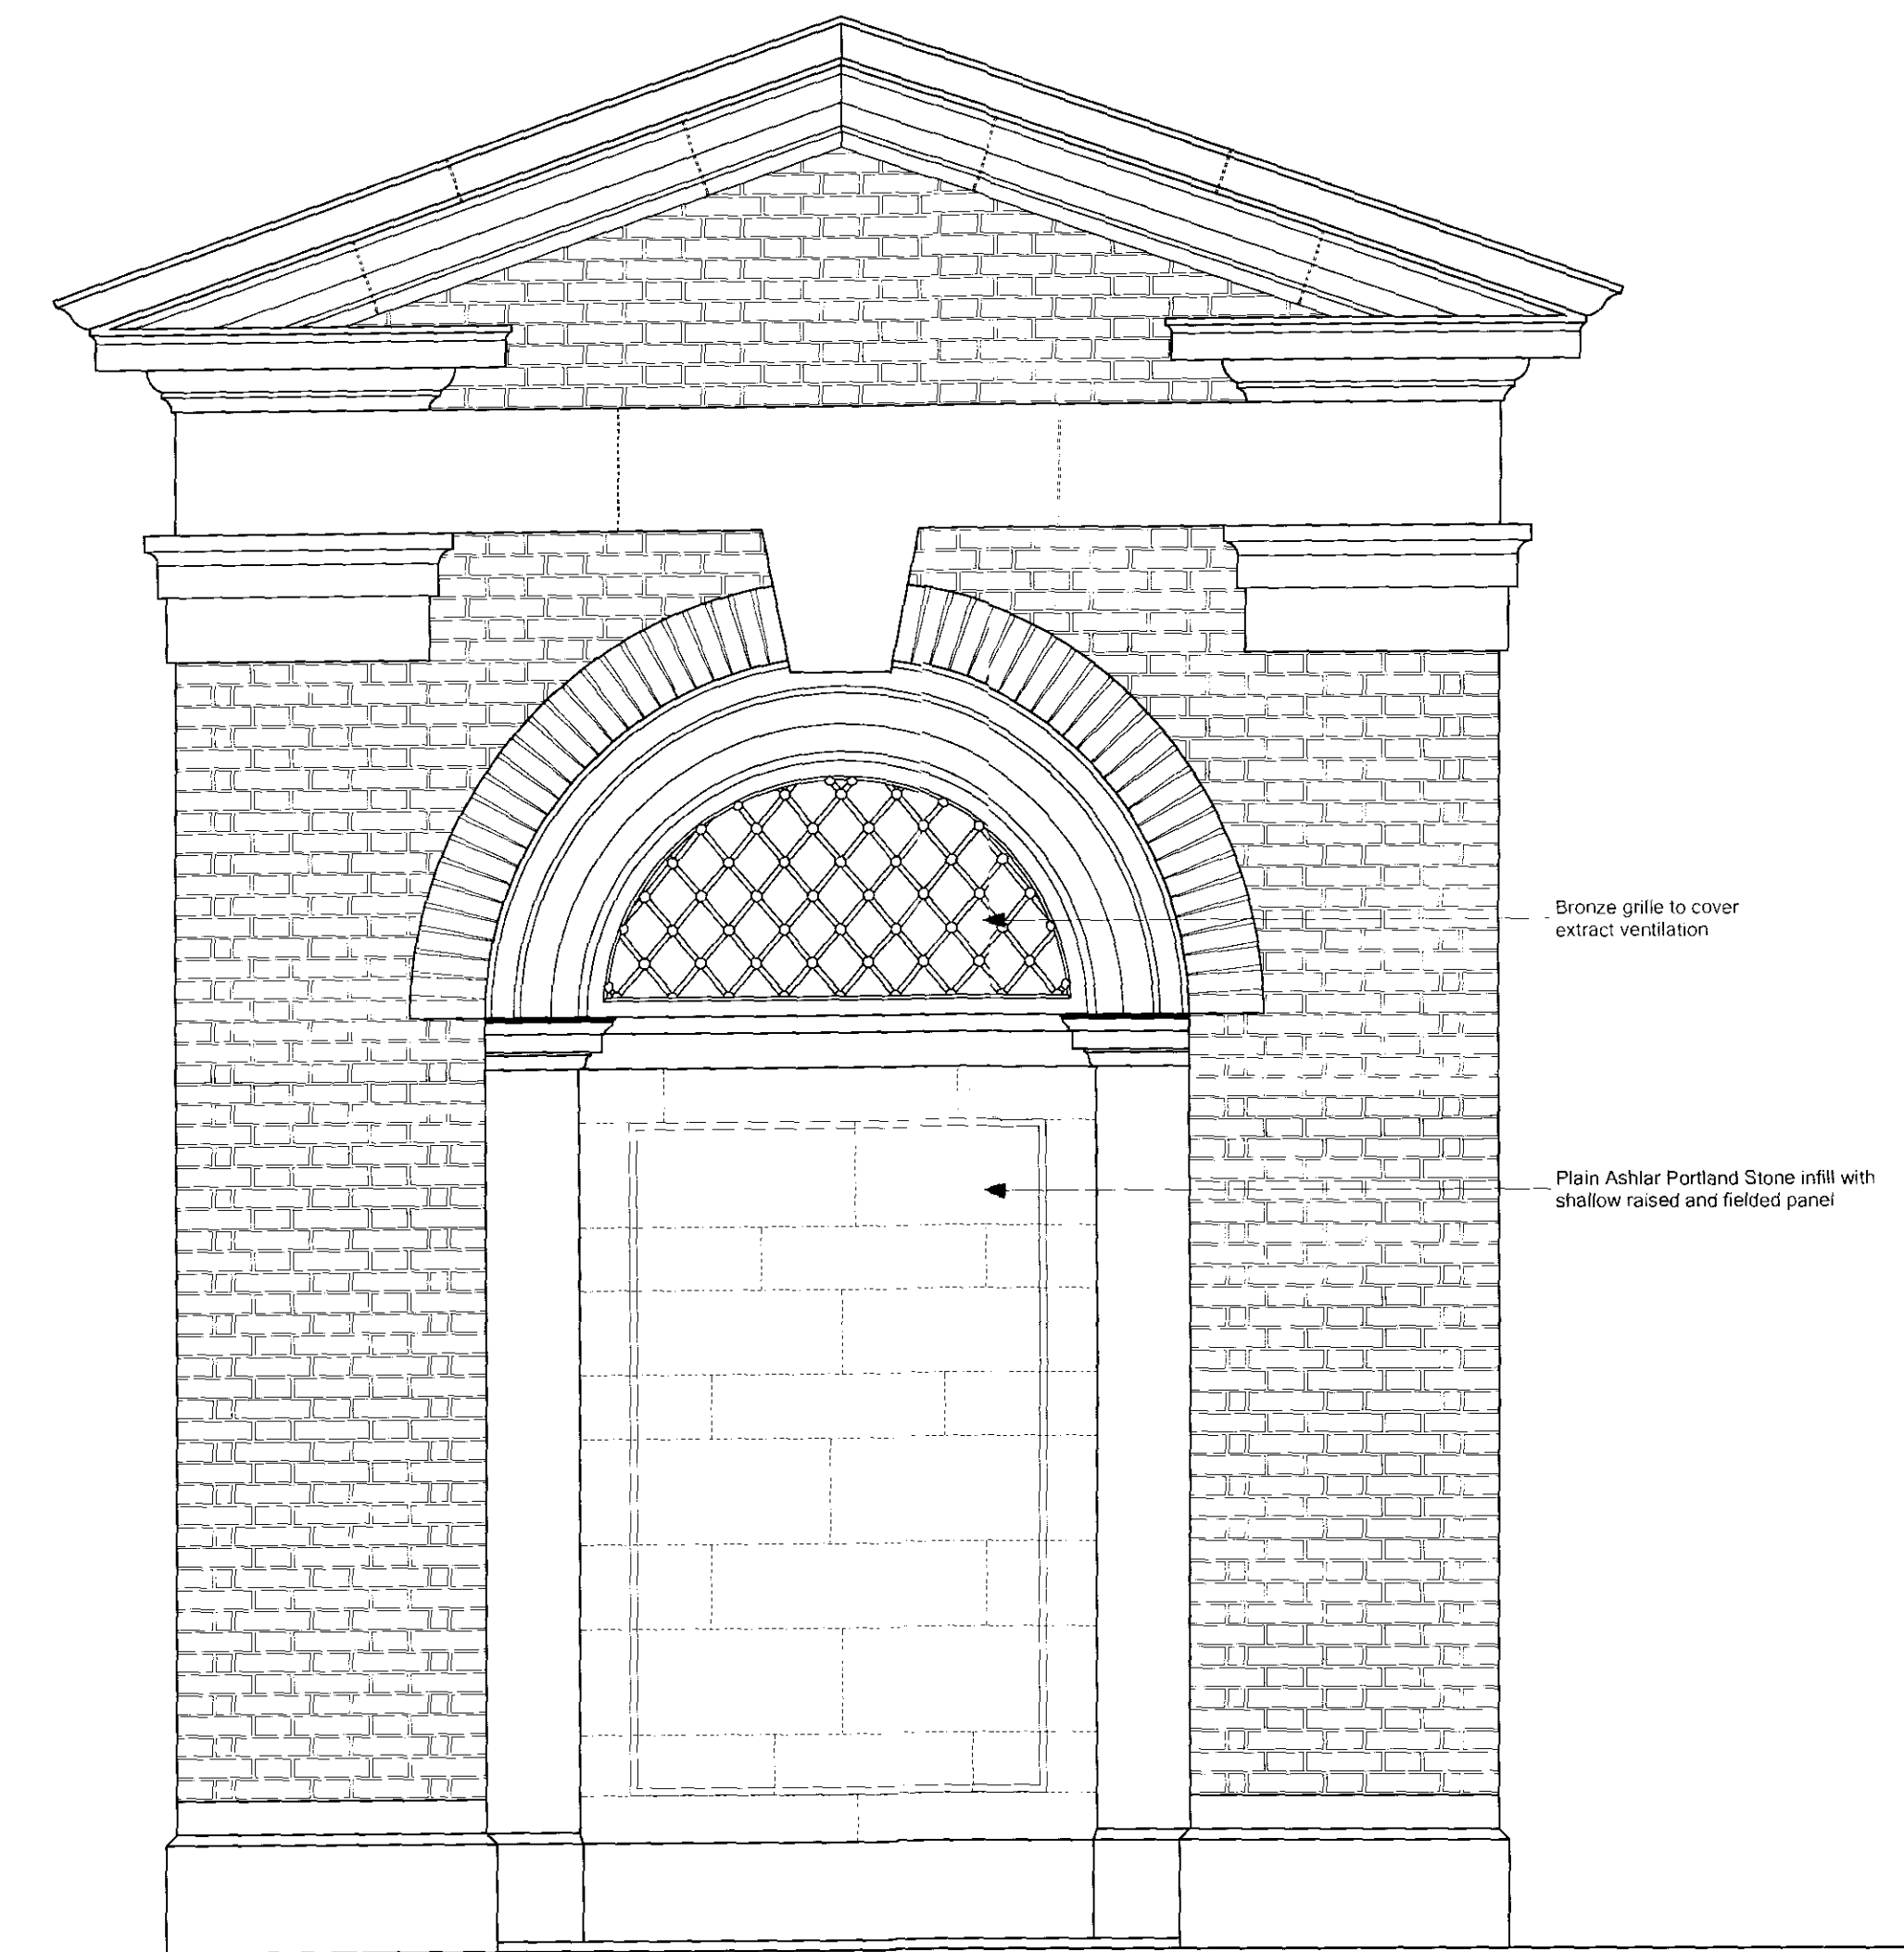 Bronze grille to cover
extract ventilation
Plain Ashlar Portland Stone infill with
shallow raised and fielded panel